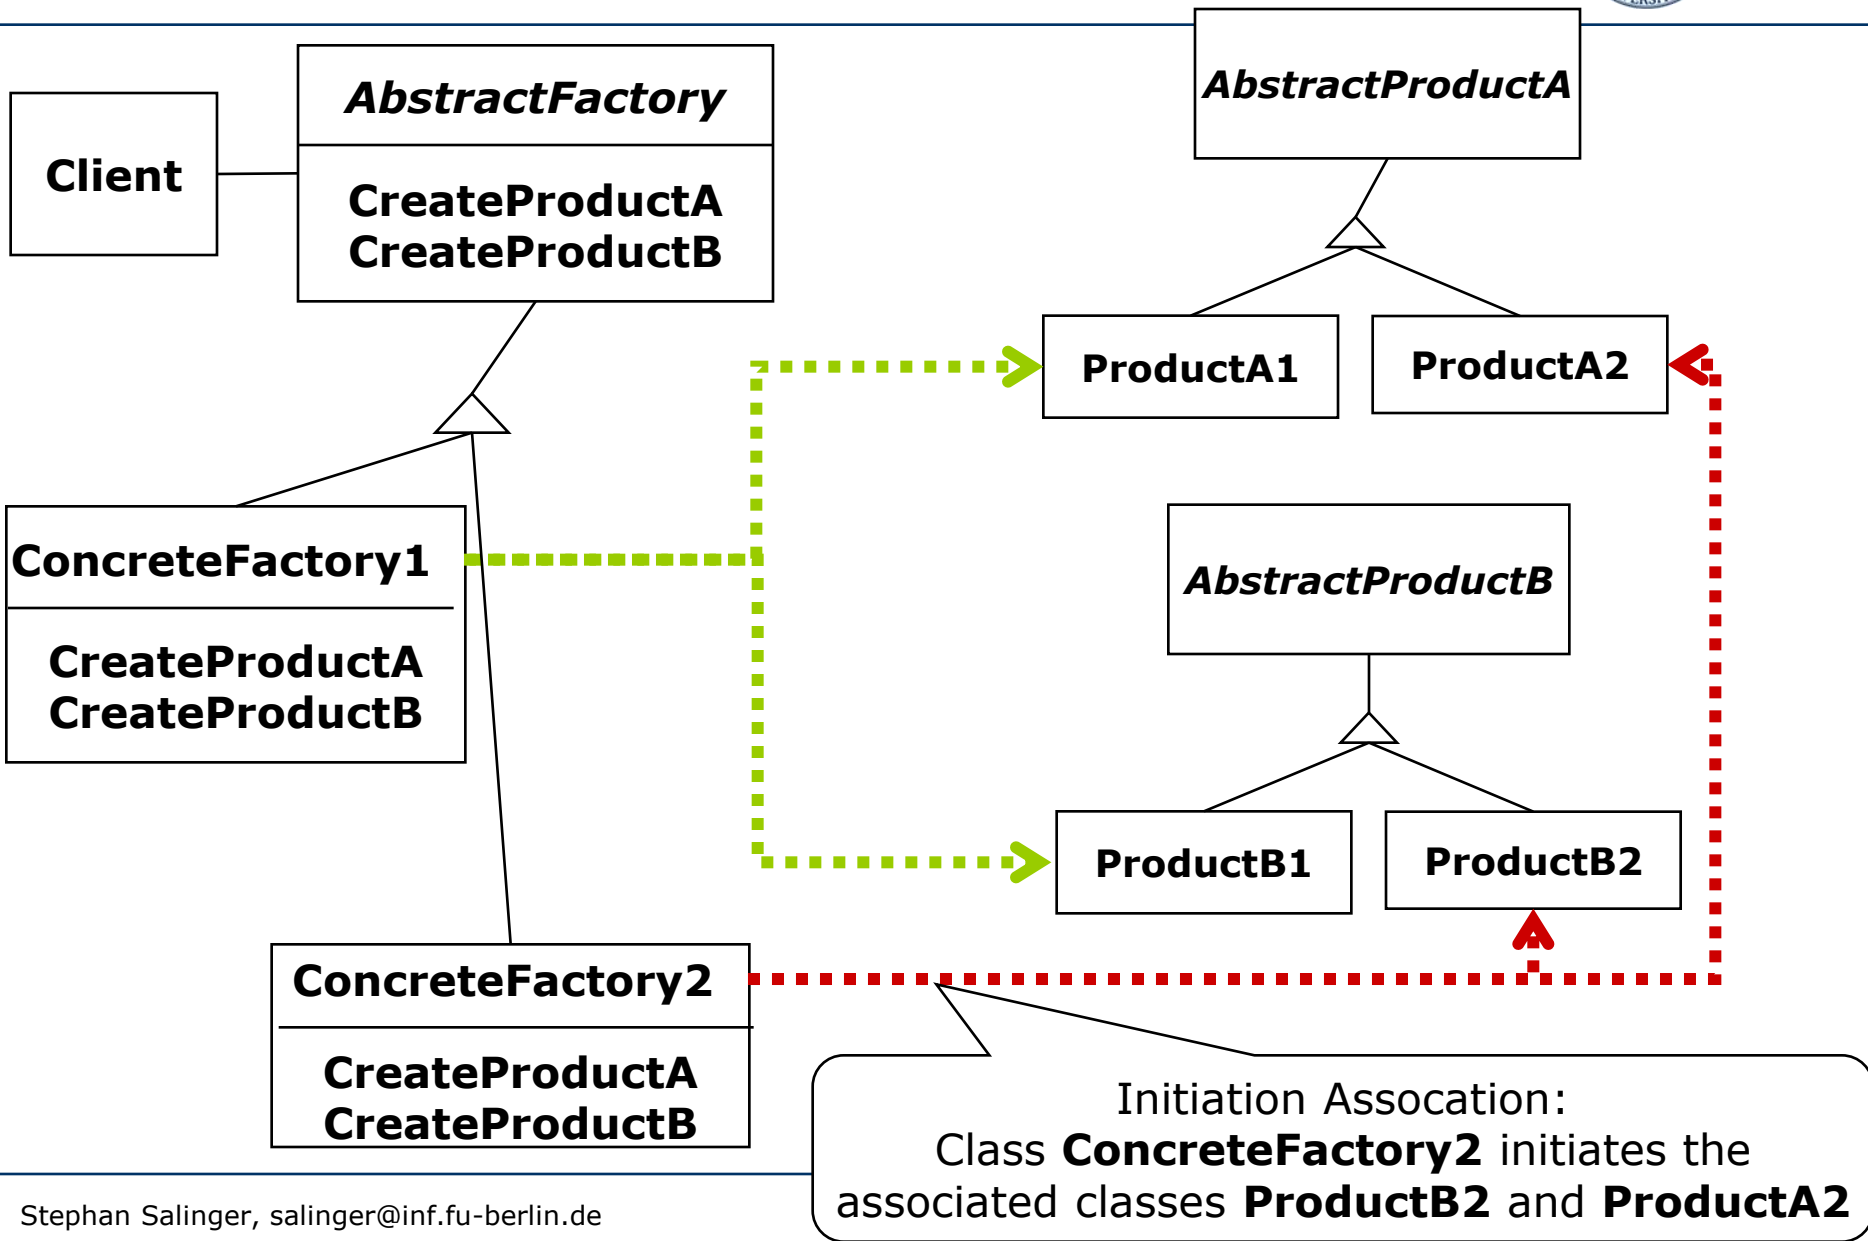 Client
AbstractFactory
CreateProductA
CreateProductB
AbstractProductA
ProductA1
ProductA2
ConcreteFactory1
CreateProductA
CreateProductB
AbstractProductB
ProductB1
ProductB2
ConcreteFactory2
CreateProductA
CreateProductB
Initiation Assocation:
Class ConcreteFactory2 initiates the
associated classes ProductB2 and ProductA2
Stephan Salinger, salinger@inf.fu-berlin.de